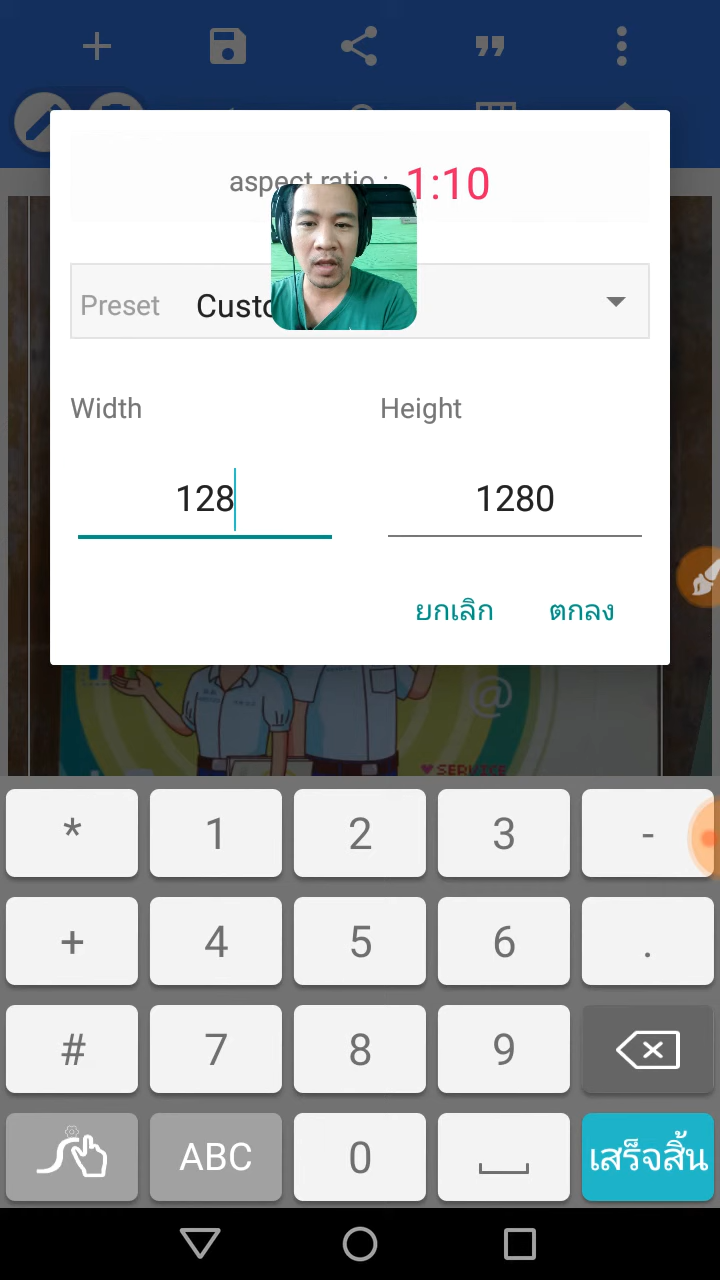 aspect ratio : 1:10
Preset
Width Height
128 1280
ยกเลิก ตกลง
@
♥SERVICE
* 1 2 3 -
+ 4 5 6 .
# 7 8 9
ABC 0 เสร็จสิ้น